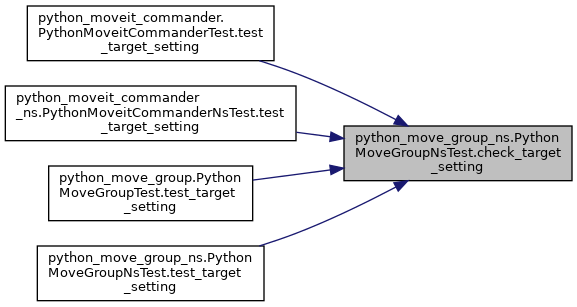 python_moveit_commander.
PythonMoveitCommanderTest.test
_target_setting
python_moveit_commander
_ns.PythonMoveitCommanderNsTest.test
_target_setting
python_move_group_ns.Python
MoveGroupNsTest.check_target
_setting
python_move_group.Python
MoveGroupTest.test_target
_setting
python_move_group_ns.Python
MoveGroupNsTest.test_target
_setting